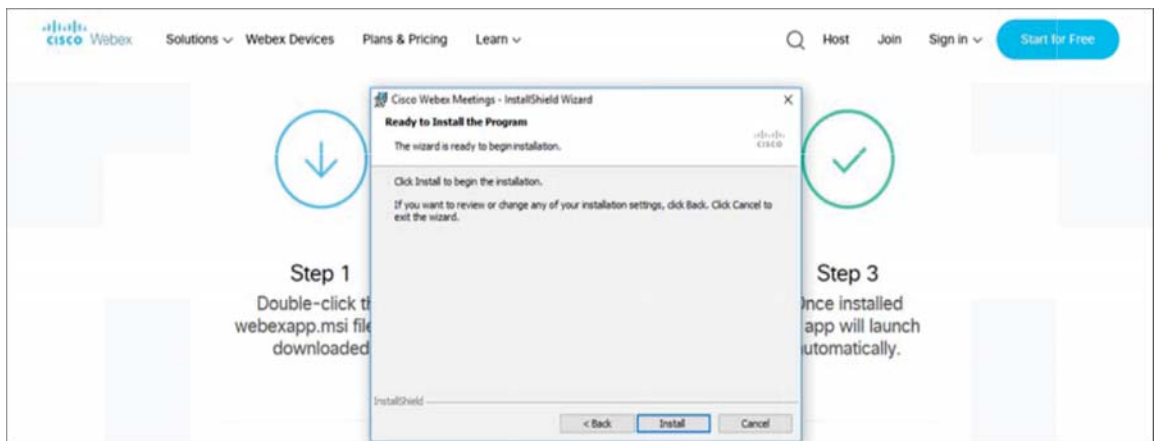 CISCO Webex Solutions Webex Devices Plans & Pricing Learn Host Join Sign in Start for Free
Cisco Webex Meetings - InstallShield Wizard
Ready to Install the Program
The wizard is ready to begin installation.
CISCO
Click Install to begin the installation.
If you want to review or change any of your installation settings, click Back. Click Cancel to
exit the wizard.
InstallShield
< Back Install Cancel
Step 1
Double-click th
webexapp.msi file
downloaded
Step 3
Once installed
app will launch
automatically.